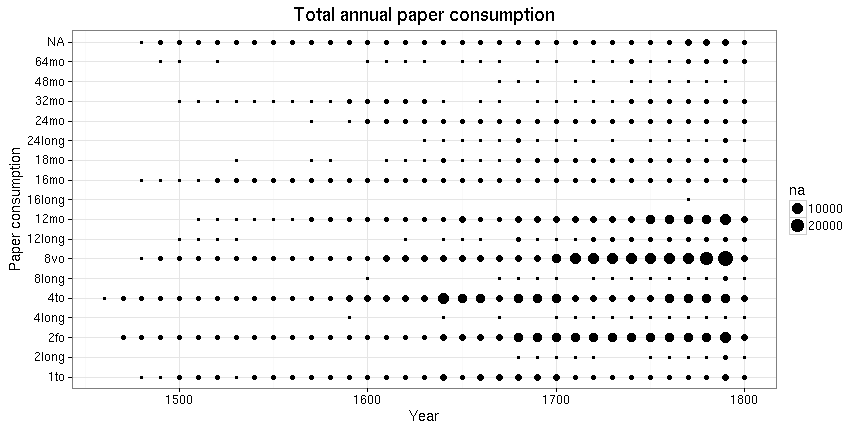 Total annual paper consumption
Paper consumption
NA
64mo
48mo
32mo
24mo
24long
18mo
16mo
16long
12mo
12long
8vo
8long
4to
4long
2fo
2long
1to
1500 1600 1700 1800
Year
na
10000
20000